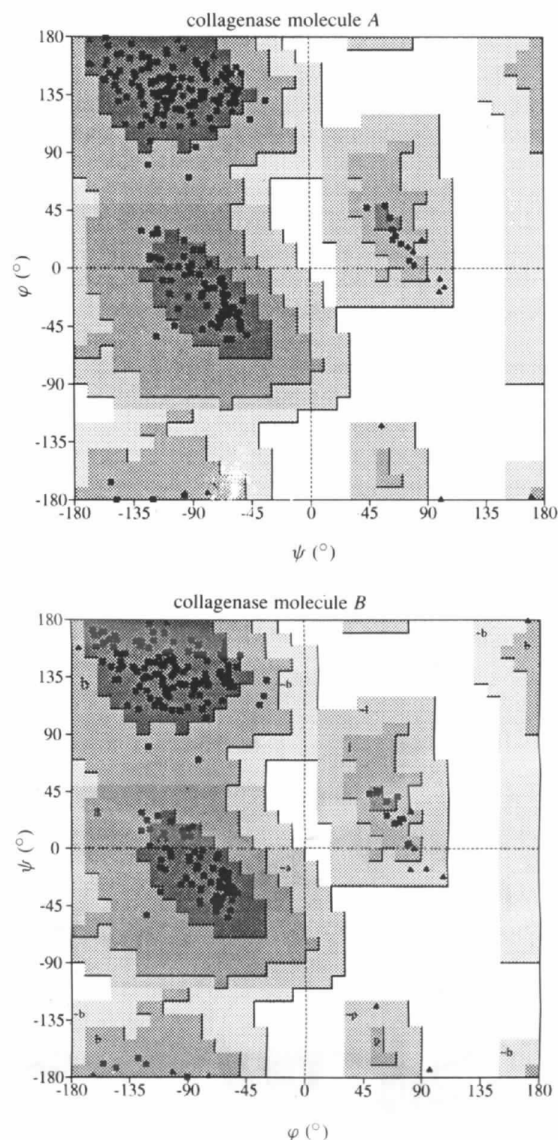 collagenase molecule A
180
135
90
45
0
-45
-90
-135
-180
φ (°)
-180 -135 -90 -45 0 45 90 135 180
ψ (°)
collagenase molecule B
180
135
90
45
0
-45
-90
-135
-180
ψ (°)
~b
b
b
~b
~l
l
a
~a
~b
b
~p
p
~b
-180 -135 -90 -45 0 45 90 135 180
φ (°)